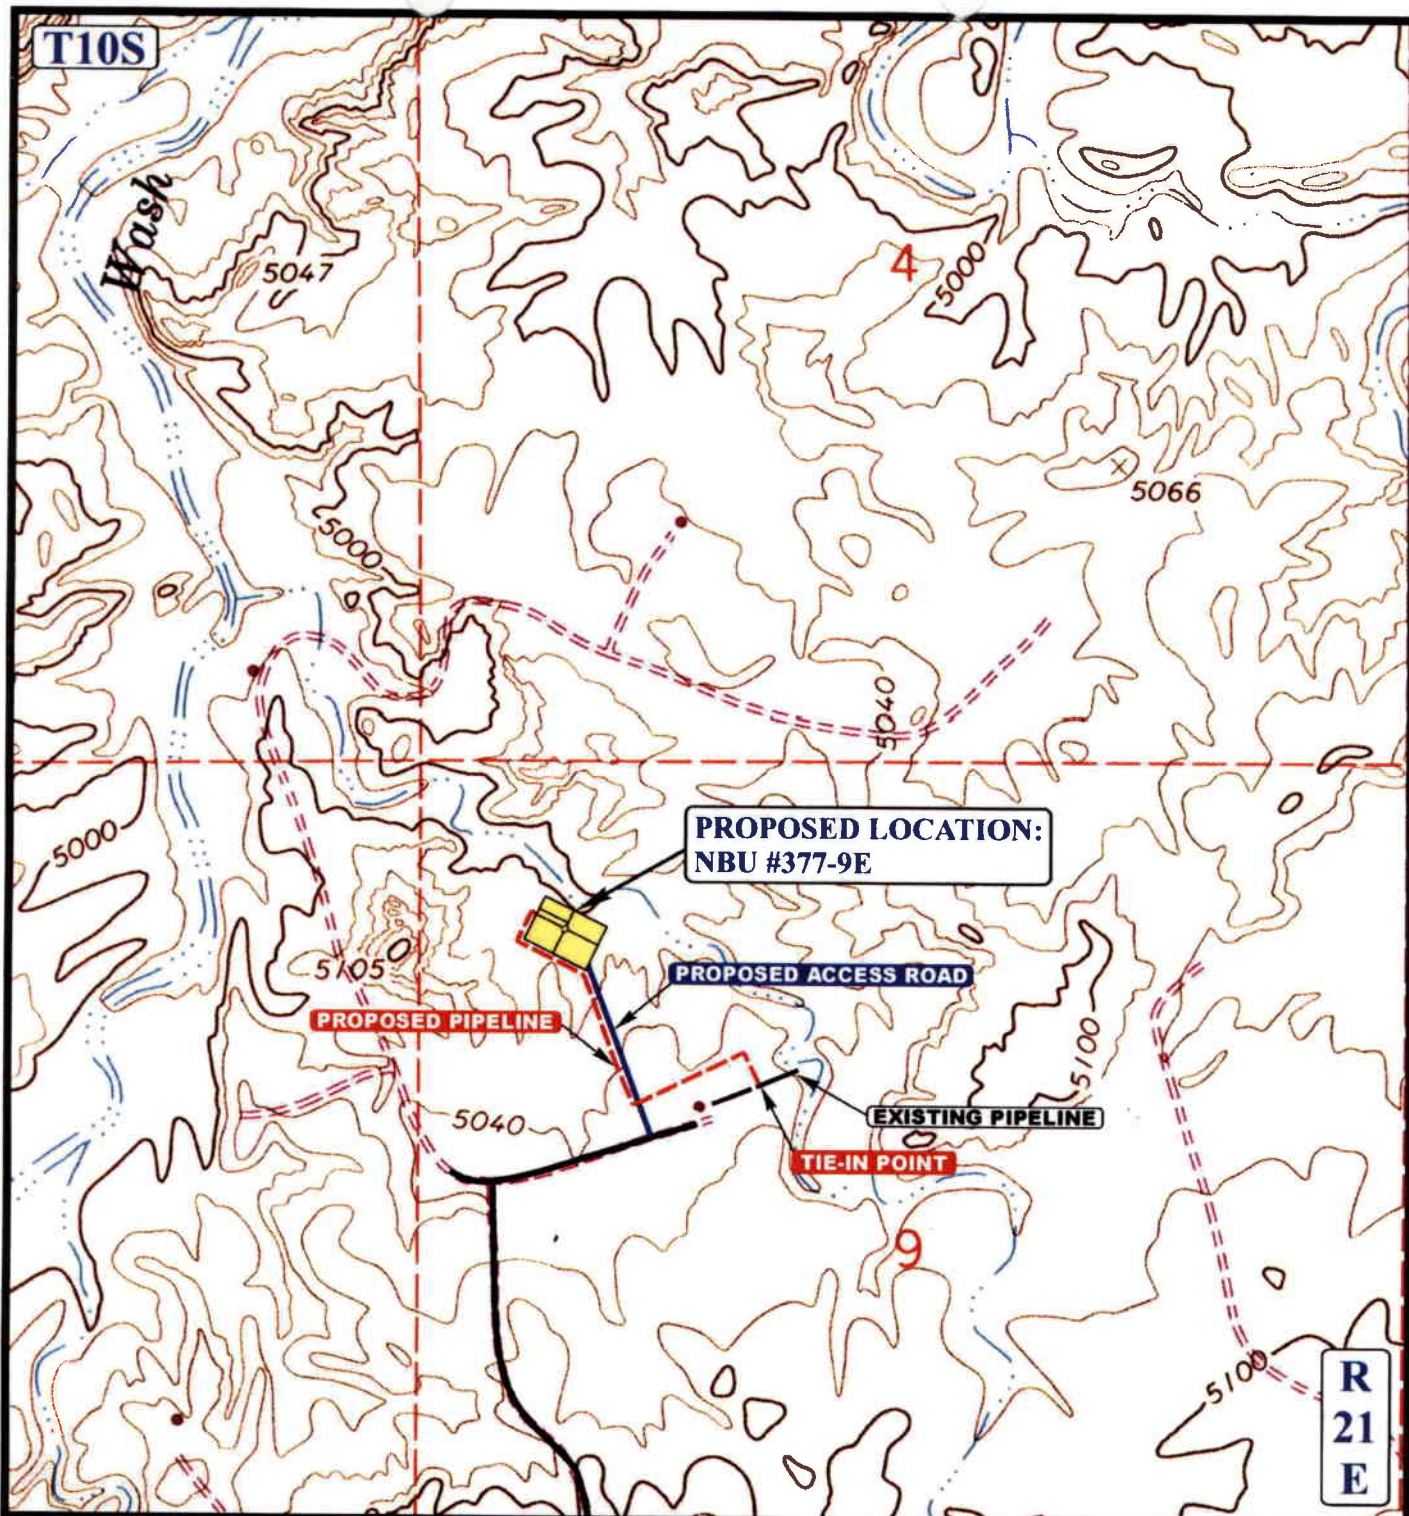 T10S
Wash
5047
4
5000
5066
5000
5040
5000
PROPOSED LOCATION:
NBU #377-9E
5105
PROPOSED ACCESS ROAD
PROPOSED PIPELINE
5100
5040
EXISTING PIPELINE
TIE-IN POINT
9
5100
R
21
E